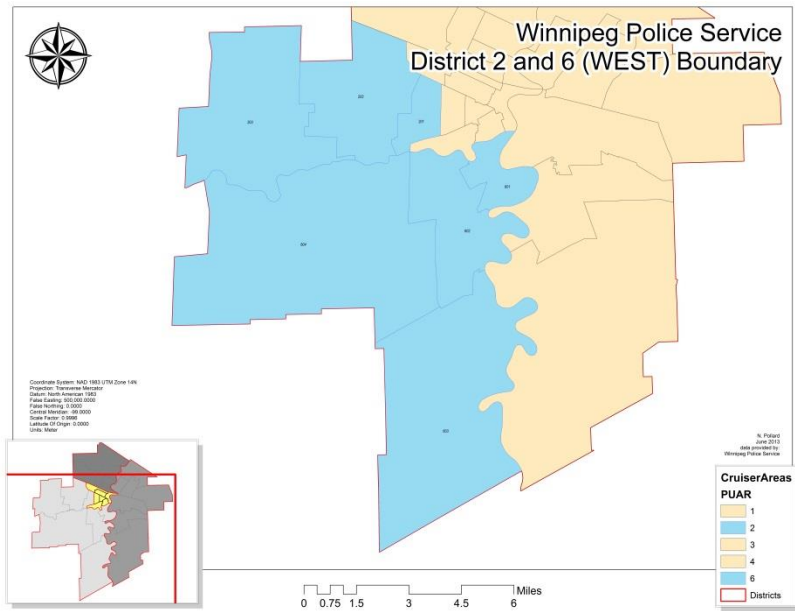 Winnipeg Police Service
District 2 and 6 (WEST) Boundary
Coordinate System: NAD 1983 UTM Zone 14N
Projection: Transverse Mercator
Datum: North American 1983
False Easting: 500,000.0000
False Northing: 0.0000
Central Meridian: -99.0000
Scale Factor: 0.9996
Latitude Of Origin: 0.0000
Units: Meter
N. Pollard
June 2013
data provided by:
Winnipeg Police Service
CruiserAreas
PUAR
1
2
3
4
6
Districts
0 0.75 1.5 3 4.5 6
Miles